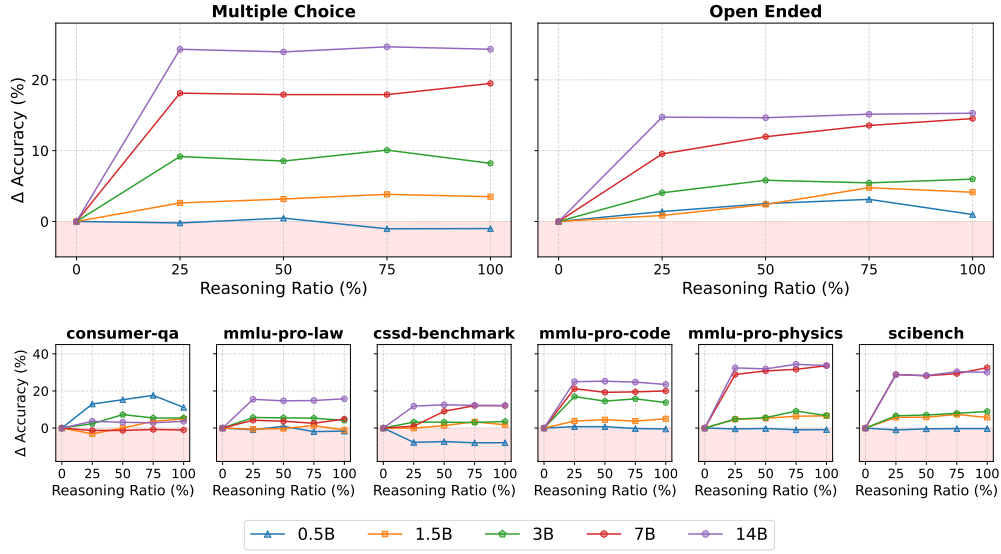 Multiple Choice
Open Ended
Δ Accuracy (%)
20
10
0
0 25 50 75 100
0 25 50 75 100
Reasoning Ratio (%)
Reasoning Ratio (%)
consumer-qa
mmlu-pro-law
cssd-benchmark
mmlu-pro-code
mmlu-pro-physics
scibench
Δ Accuracy (%)
40
20
0
0 25 50 75 100
0 25 50 75 100
0 25 50 75 100
0 25 50 75 100
0 25 50 75 100
0 25 50 75 100
Reasoning Ratio (%)
Reasoning Ratio (%)
Reasoning Ratio (%)
Reasoning Ratio (%)
Reasoning Ratio (%)
Reasoning Ratio (%)
0.5B
1.5B
3B
7B
14B